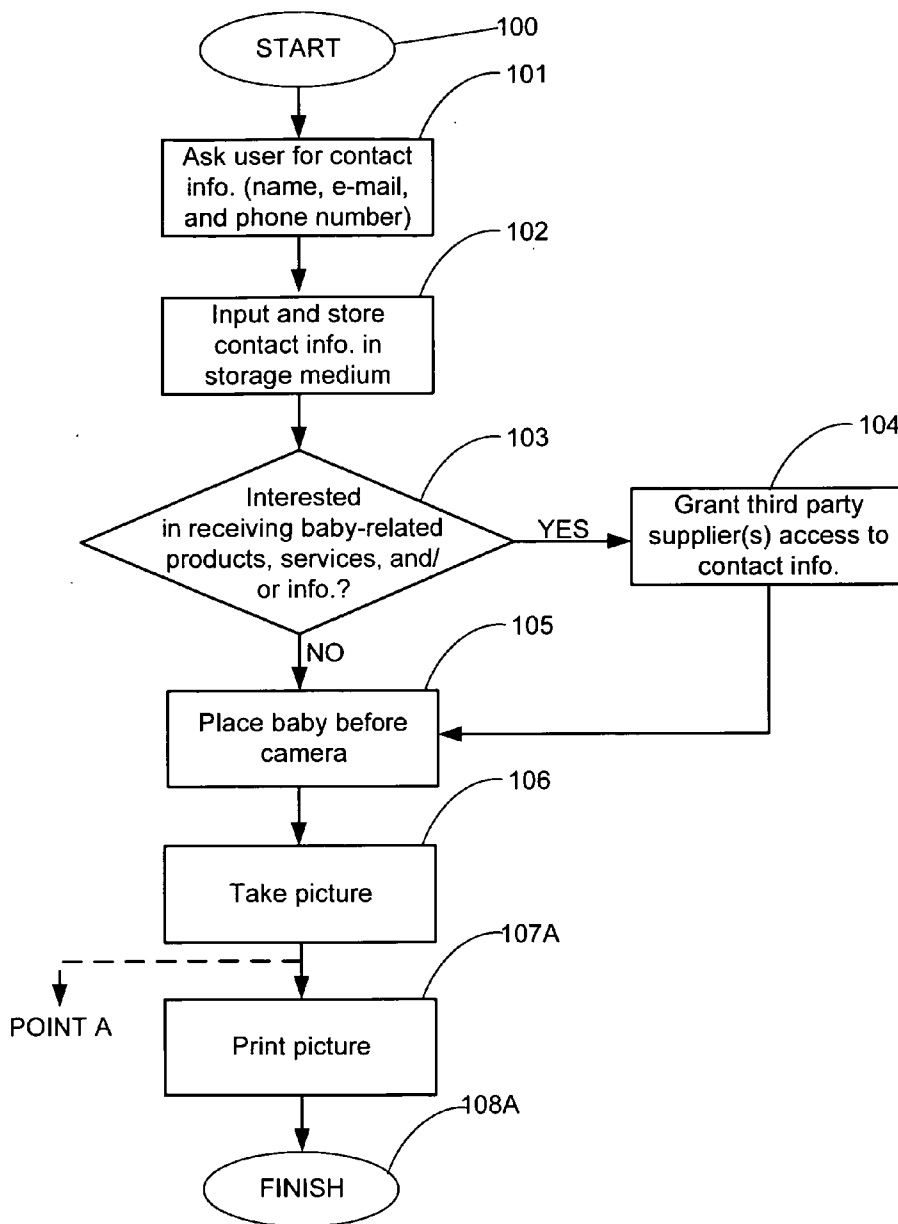 START
100
101
Ask user for contact
info. (name, e-mail,
and phone number)
102
Input and store
contact info. in
storage medium
103
Interested
in receiving baby-related
products, services, and/
or info.?
YES
104
Grant third party
supplier(s) access to
contact info.
NO
105
Place baby before
camera
106
Take picture
107A
POINT A
Print picture
108A
FINISH